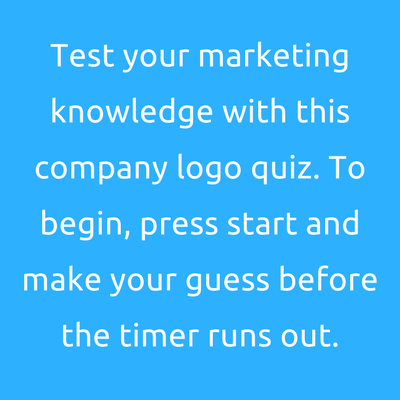 Test your marketing
knowledge with this
company logo quiz. To
begin, press start and
make your guess before
the timer runs out.